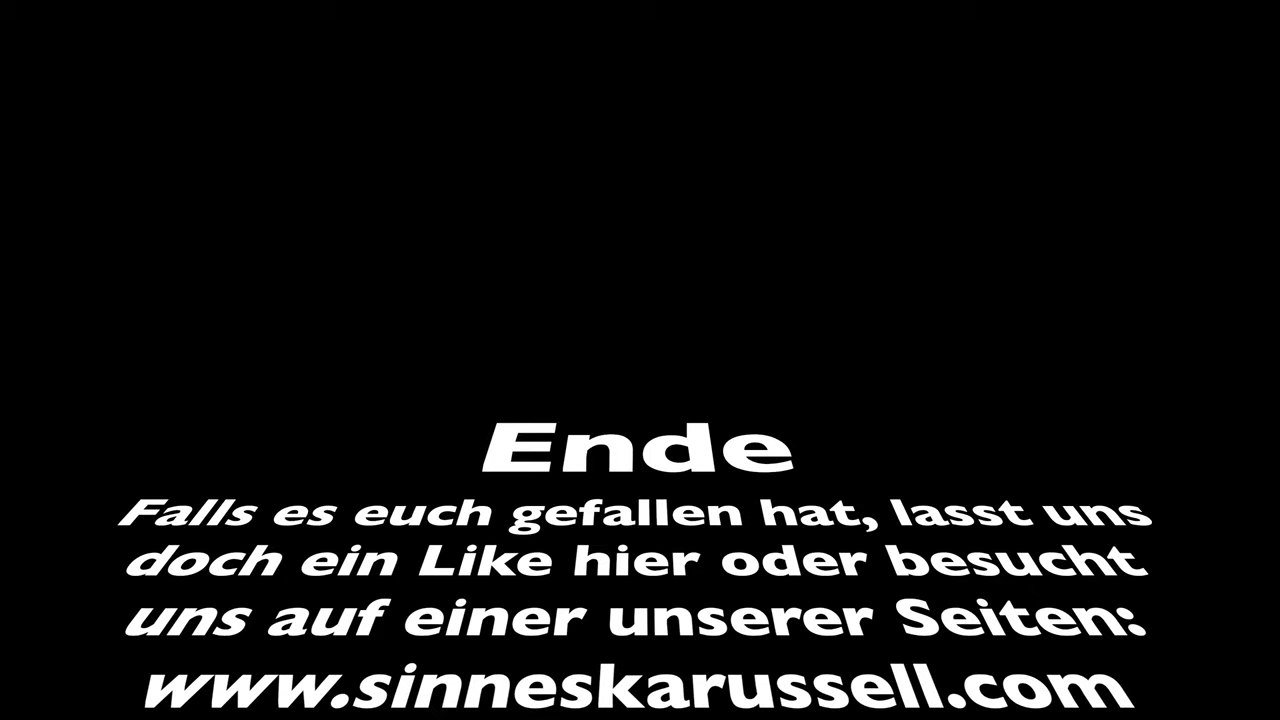 Ende
Falls es euch gefallen hat, lasst uns
doch ein Like hier oder besucht
uns auf einer unserer Seiten:
www.sinneskarussell.com